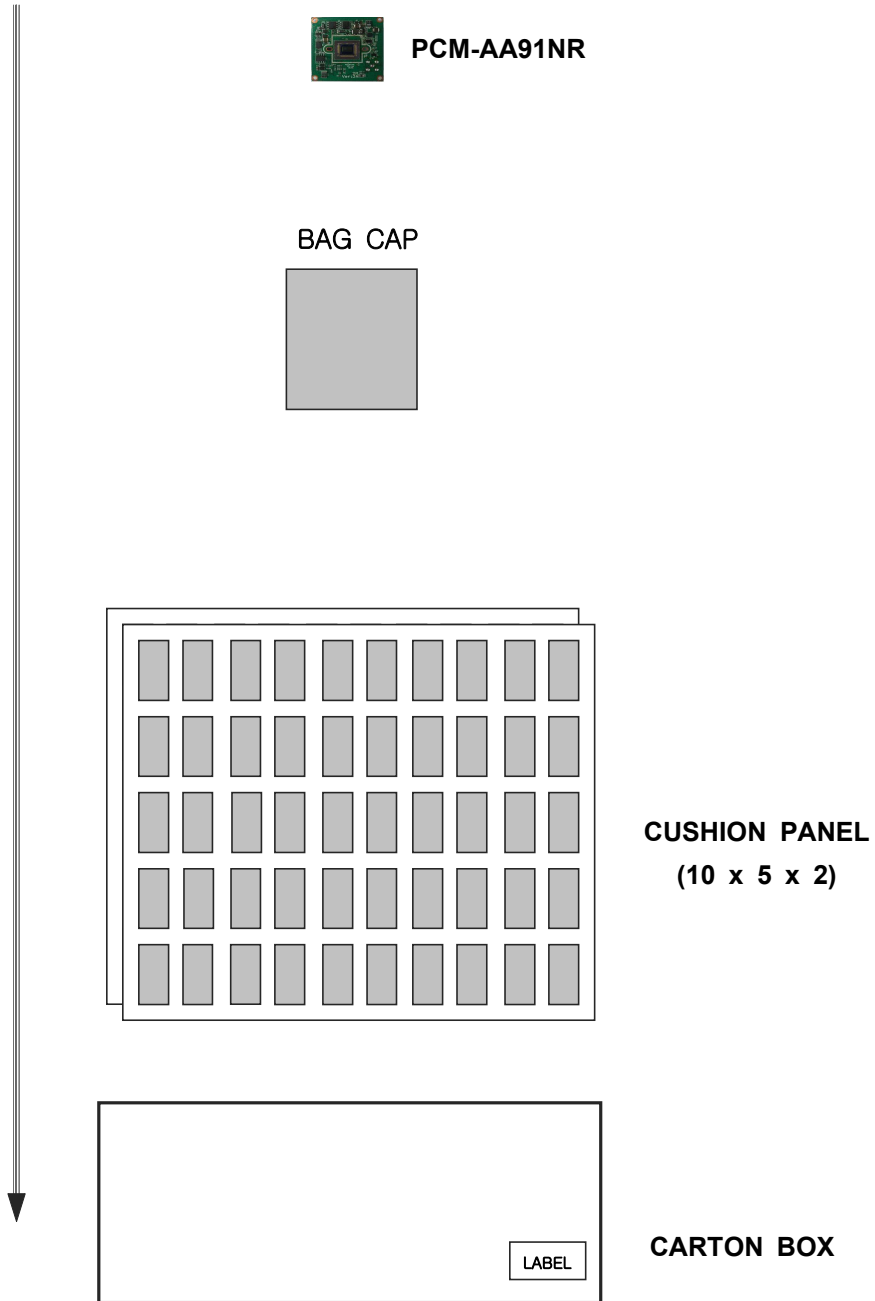 PCM-AA91NR
BAG CAP
CUSHION PANEL
(10 x 5 x 2)
CARTON BOX
LABEL